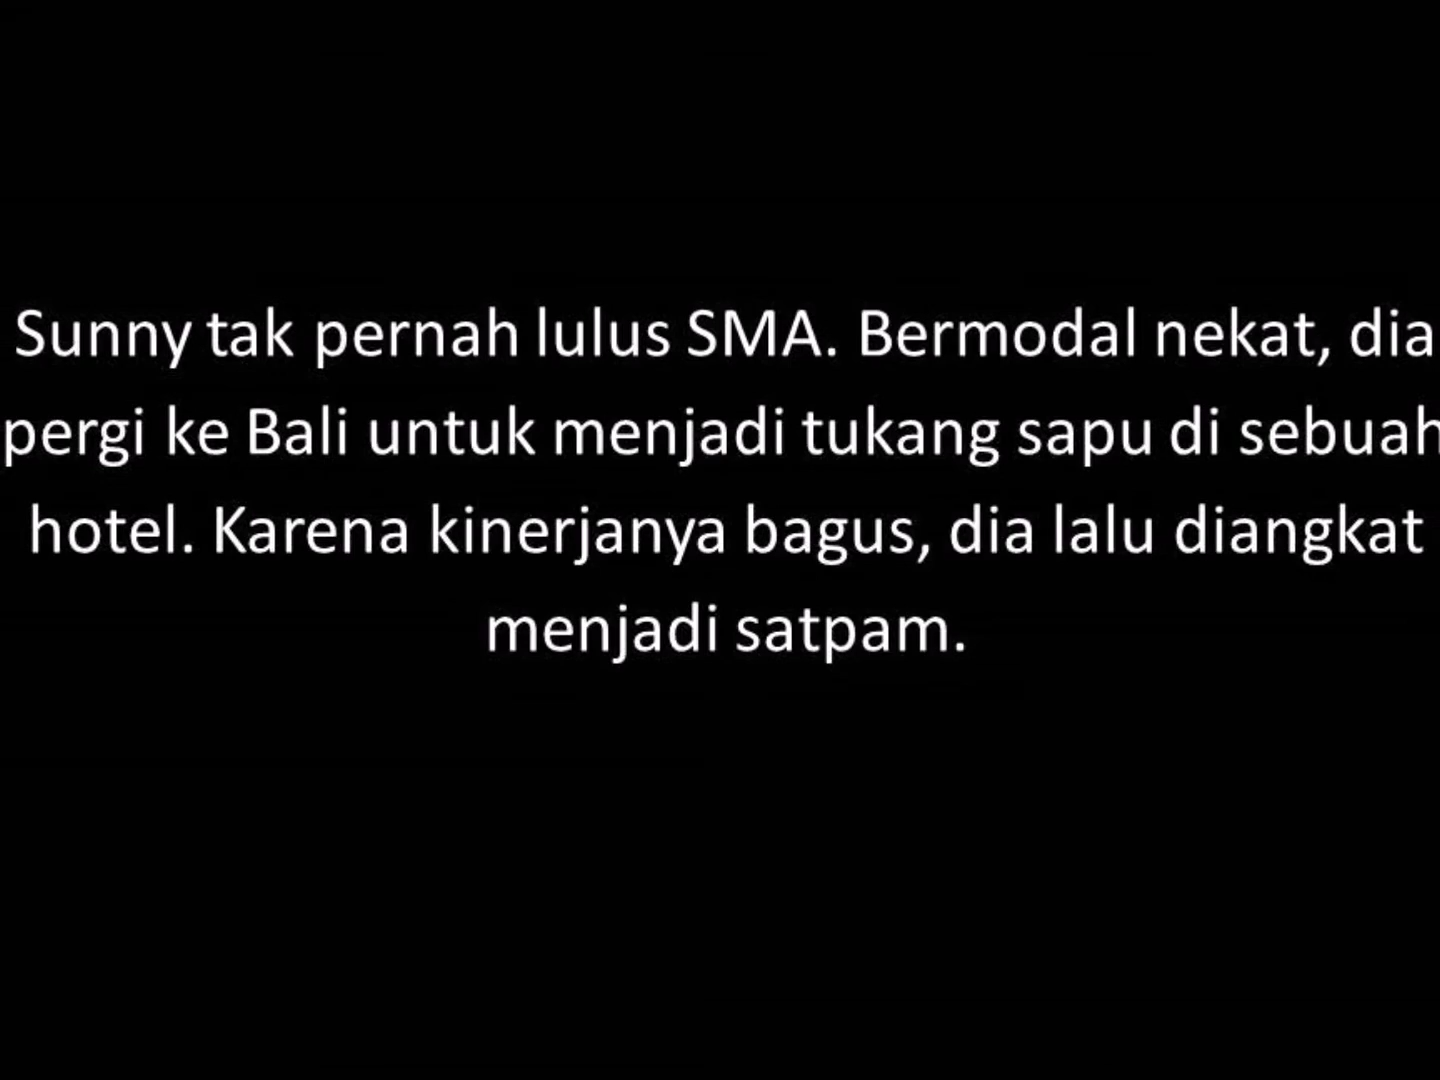 Sunny tak pernah lulus SMA. Bermodal nekat, dia
pergi ke Bali untuk menjadi tukang sapu di sebuah
hotel. Karena kinerjanya bagus, dia lalu diangkat
menjadi satpam.